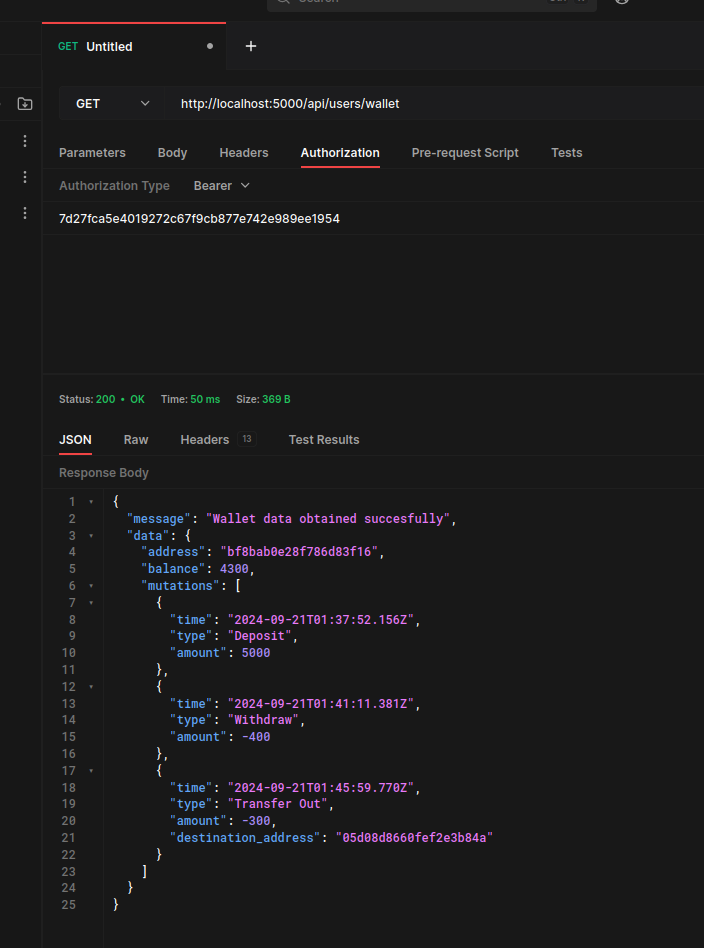 GET Untitled
GET http://localhost:5000/api/users/wallet
Parameters Body Headers Authorization Pre-request Script Tests
Authorization Type Bearer
7d27fca5e4019272c67f9cb877e742e989ee1954
Status: 200 • OK Time: 50 ms Size: 369 B
JSON Raw Headers 13 Test Results
Response Body
1 {
2 "message": "Wallet data obtained succesfully",
3 "data": {
4 "address": "bf8bab0e28f786d83f16",
5 "balance": 4300,
6 "mutations": [
7 {
8 "time": "2024-09-21T01:37:52.156Z",
9 "type": "Deposit",
10 "amount": 5000
11 },
12 {
13 "time": "2024-09-21T01:41:11.381Z",
14 "type": "Withdraw",
15 "amount": -400
16 },
17 {
18 "time": "2024-09-21T01:45:59.770Z",
19 "type": "Transfer Out",
20 "amount": -300,
21 "destination_address": "05d08d8660fef2e3b84a"
22 }
23 ]
24 }
25 }